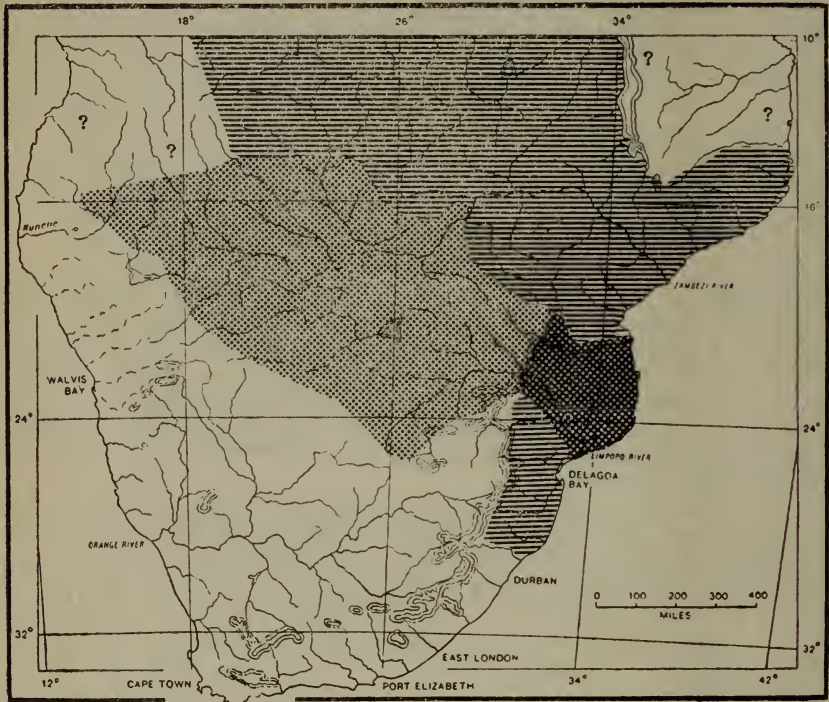 18°
26°
34°
10°
?
?
?
?
16°
Kunene
ZAMBEZI RIVER
WALVIS
BAY
24°
24°
LIMPOPO RIVER
DELAGOA
BAY
ORANGE RIVER
DURBAN
0 100 200 300 400
MILES
32°
32°
EAST LONDON
12°
CAPE TOWN
PORT ELIZABETH
34°
42°